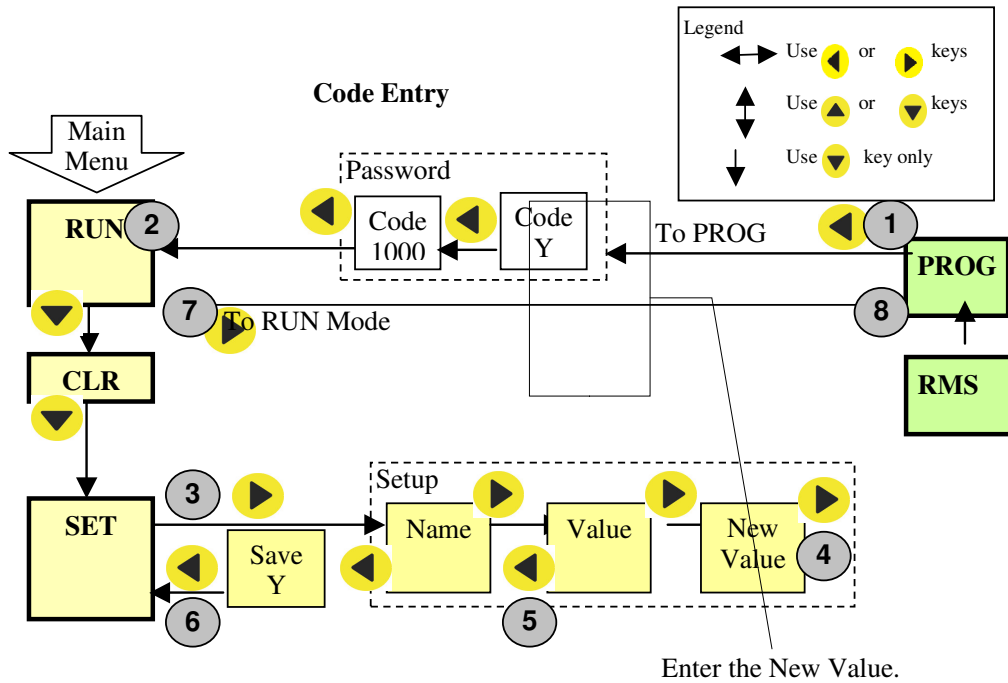 Legend
Use or keys
Use or keys
Use key only
Code Entry
Main
Menu
Password
Code
1000
Code
Y
To PROG
1
PROG
RUN
2
7
To RUN Mode
8
CLR
RMS
3
Setup
SET
Name
Value
New
Value
4
Save
Y
6
5
Enter the New Value.